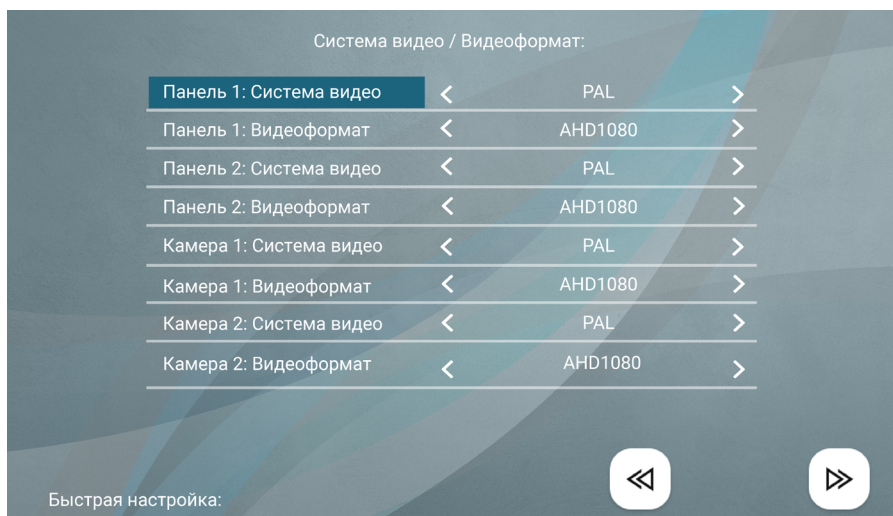 Система видео / Видеоформат:
Панель 1: Система видео < PAL >
Панель 1: Видеоформат < AHD1080 >
Панель 2: Система видео < PAL >
Панель 2: Видеоформат < AHD1080 >
Камера 1: Система видео < PAL >
Камера 1: Видеоформат < AHD1080 >
Камера 2: Система видео < PAL >
Камера 2: Видеоформат < AHD1080 >
Быстрая настройка: